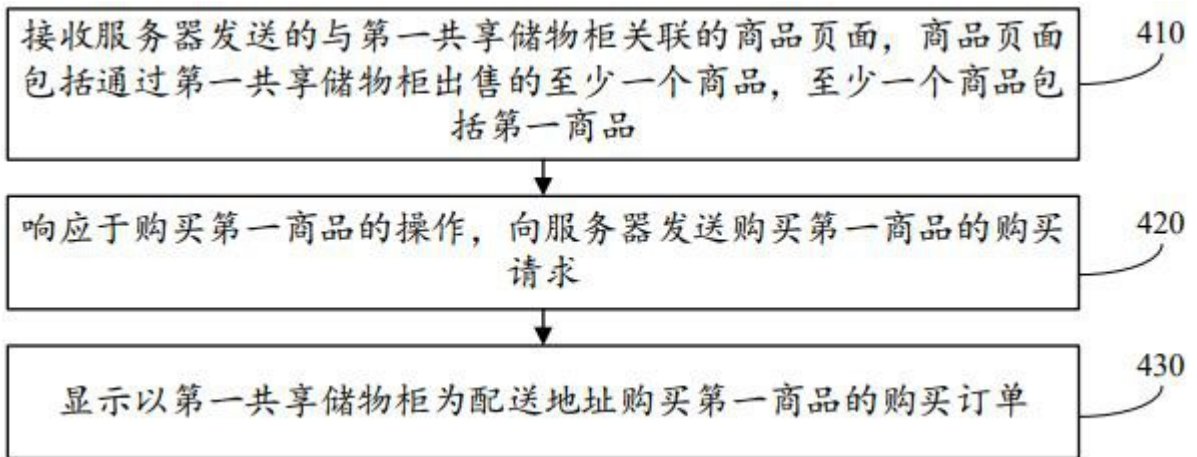 接收服务器发送的与第一共享储物柜关联的商品页面，商品页面
包括通过第一共享储物柜出售的至少一个商品，至少一个商品包
括第一商品
410
响应于购买第一商品的操作，向服务器发送购买第一商品的购买
请求
420
显示以第一共享储物柜为配送地址购买第一商品的购买订单
430